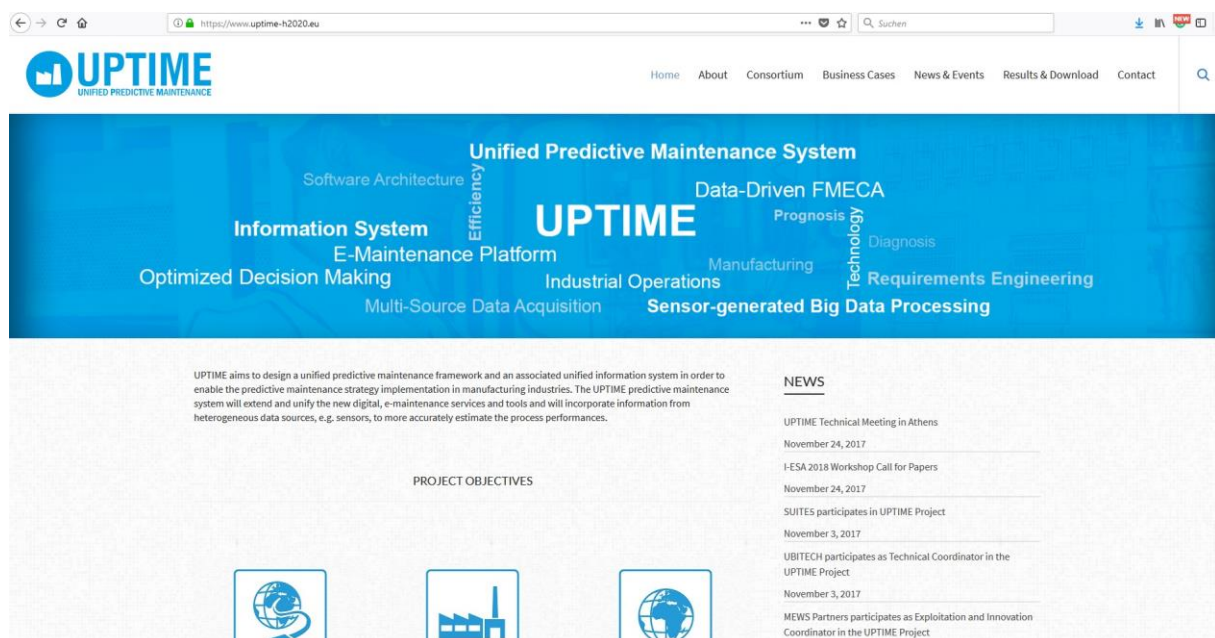 https://www.uptime-h2020.eu
Suchen
NEW
UPTIME
UNIFIED PREDICTIVE MAINTENANCE
Home About Consortium Business Cases News & Events Results & Download Contact
Unified Predictive Maintenance System
Software Architecture
Efficiency
Data-Driven FMECA
UPTIME
Prognosis
Technology
Information System
Diagnosis
E-Maintenance Platform
Manufacturing
Optimized Decision Making
Industrial Operations
Requirements Engineering
Multi-Source Data Acquisition
Sensor-generated Big Data Processing
UPTIME aims to design a unified predictive maintenance framework and an associated unified information system in order to
enable the predictive maintenance strategy implementation in manufacturing industries. The UPTIME predictive maintenance
system will extend and unify the new digital, e-maintenance services and tools and will incorporate information from
heterogeneous data sources, e.g. sensors, to more accurately estimate the process performances.
PROJECT OBJECTIVES
NEWS
UPTIME Technical Meeting in Athens
November 24, 2017
I-ESA 2018 Workshop Call for Papers
November 24, 2017
SUITES participates in UPTIME Project
November 3, 2017
UBITECH participates as Technical Coordinator in the
UPTIME Project
November 3, 2017
MEWS Partners participates as Exploitation and Innovation
Coordinator in the UPTIME Project